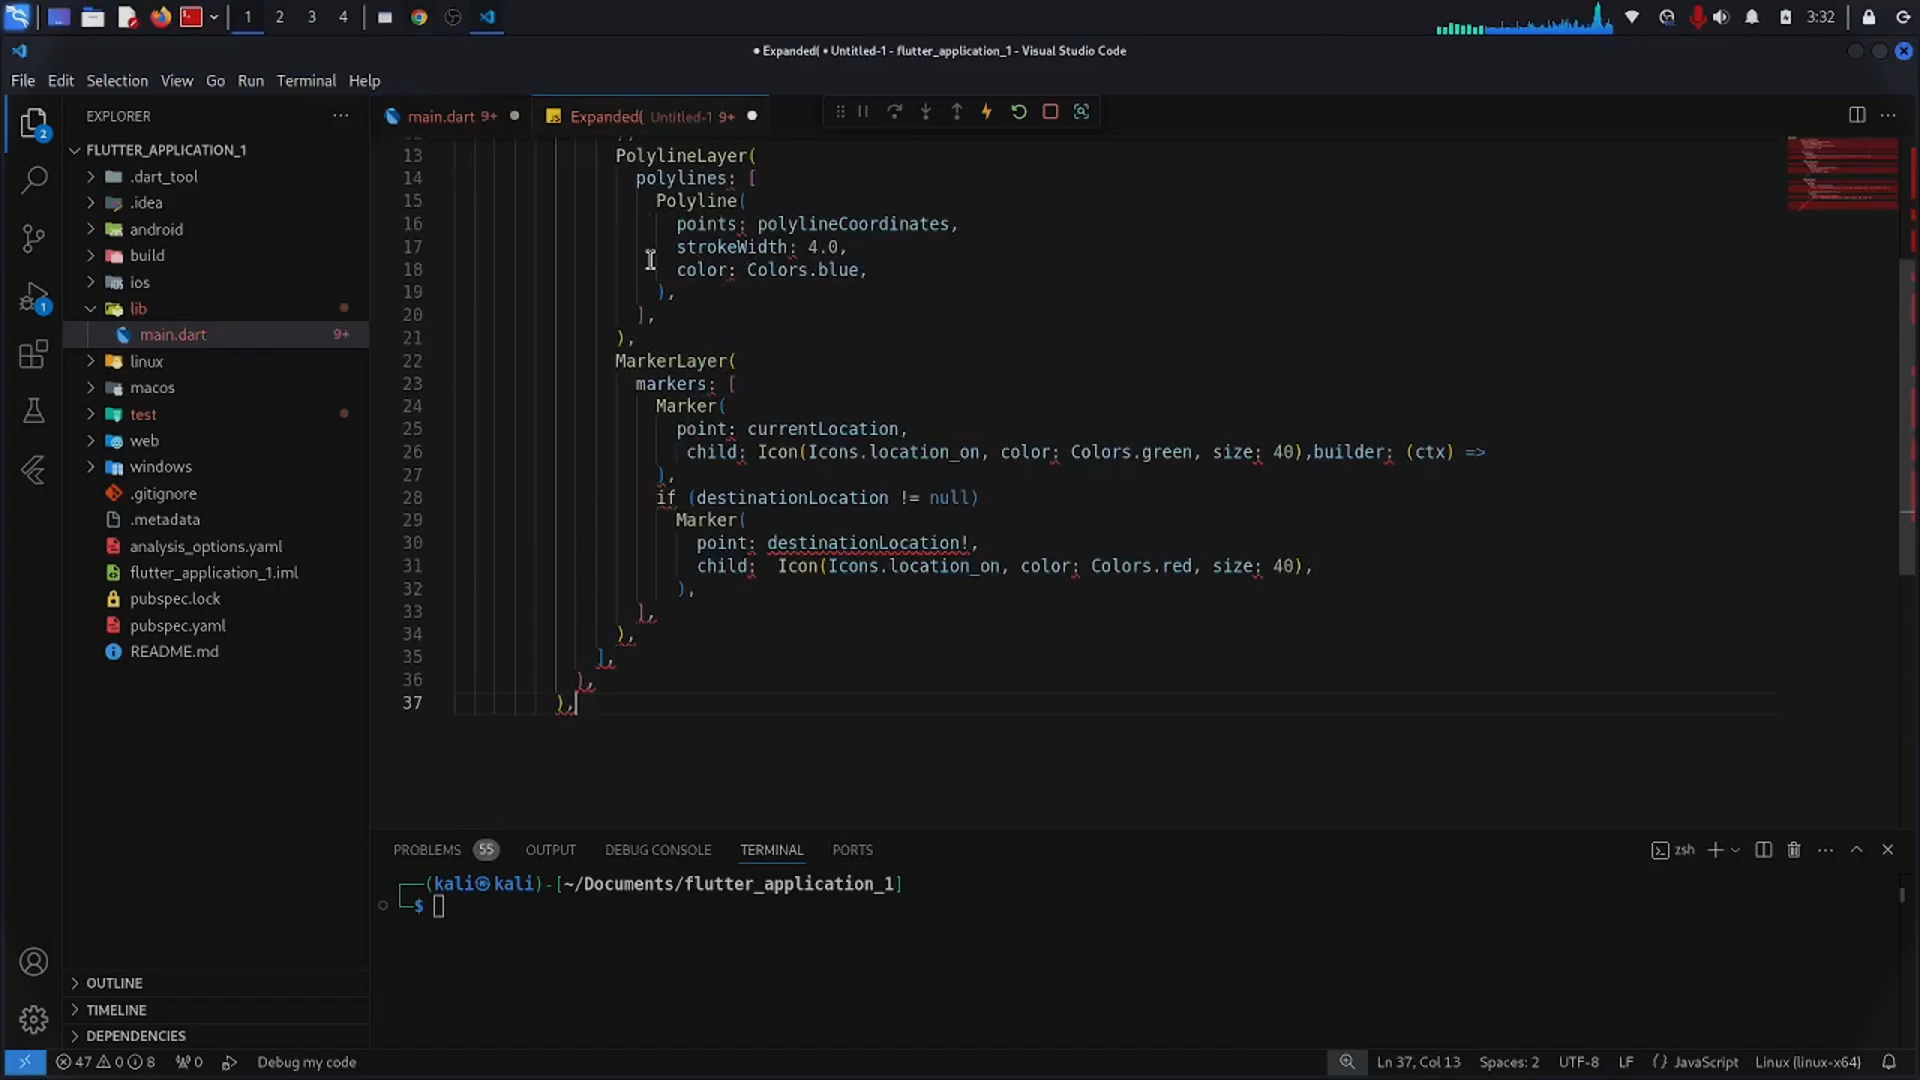 1 2 3 4 3:32
• Expanded( • Untitled-1 - flutter_application_1 - Visual Studio Code
File Edit Selection View Go Run Terminal Help
EXPLORER
main.dart 9+
Expanded( Untitled-1 9+
FLUTTER_APPLICATION_1
.dart_tool
.idea
android
build
ios
lib
main.dart 9+
linux
macos
test
web
windows
.gitignore
.metadata
analysis_options.yaml
flutter_application_1.iml
pubspec.lock
pubspec.yaml
README.md
OUTLINE
TIMELINE
DEPENDENCIES
2
1
13 PolylineLayer(
14 polylines: [
15 Polyline(
16 points: polylineCoordinates,
17 strokeWidth: 4.0,
18 color: Colors.blue,
19 ),
20 ],
21 ),
22 MarkerLayer(
23 markers: [
24 Marker(
25 point: currentLocation,
26 child: Icon(Icons.location_on, color: Colors.green, size: 40),builder: (ctx) =>
27 ),
28 if (destinationLocation != null)
29 Marker(
30 point: destinationLocation!,
31 child:  Icon(Icons.location_on, color: Colors.red, size: 40),
32 ),
33 ],
34 ),
35 ],
36 ),
37 ),
PROBLEMS 55 OUTPUT DEBUG CONSOLE TERMINAL PORTS zsh
(kali㉿kali)-[~/Documents/flutter_application_1]
$
47 0 8 0 Debug my code Ln 37, Col 13 Spaces: 2 UTF-8 LF { } JavaScript Linux (linux-x64)